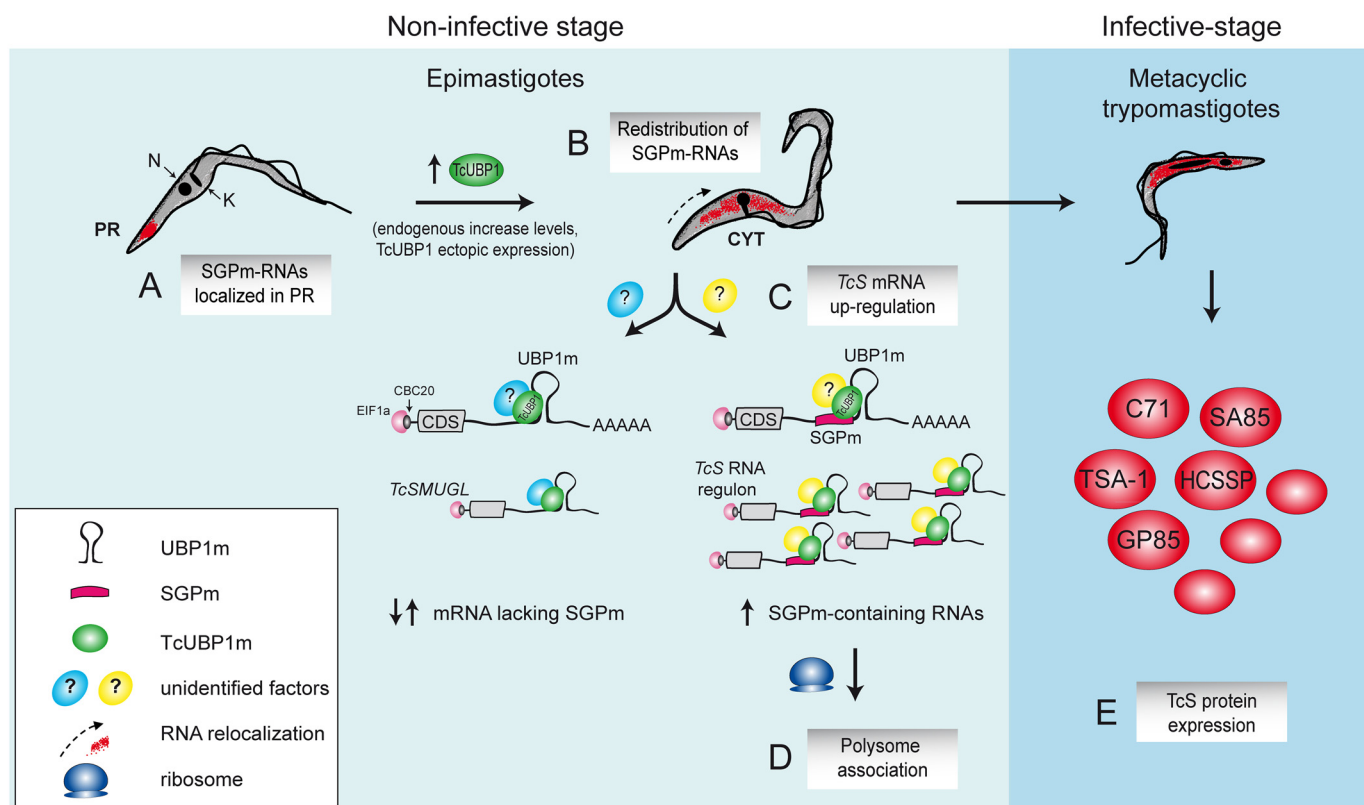 Non-infective stage
Infective-stage
Epimastigotes
Metacyclic
trypomastigotes
N
K
PR
A
SGPm-RNAs
localized in PR
TcUBP1
(endogenous increase levels,
TcUBP1 ectopic expression)
B
Redistribution of
SGPm-RNAs
CYT
?
?
C
TcS mRNA
up-regulation
UBP1m
CBC20
EIF1a
CDS
?
TcUBP1
AAAAA
UBP1m
CDS
?
TcUBP1
SGPm
AAAAA
TcSMUGL
TcS RNA
regulon
mRNA lacking SGPm
SGPm-containing RNAs
D
Polysome
association
C71
SA85
TSA-1
HCSSP
GP85
E
TcS protein
expression
UBP1m
SGPm
TcUBP1m
? ? unidentified factors
RNA relocalization
ribosome